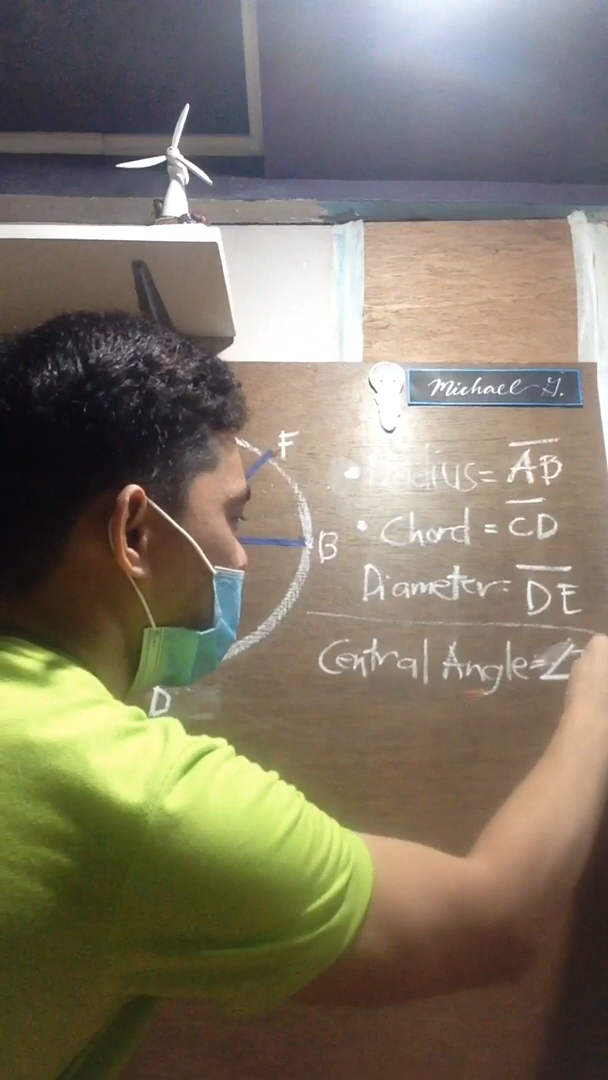 Michael G.
F
• Radius = AB
• Chord = CD
B
Diameter = DE
Central Angle = ∠
D